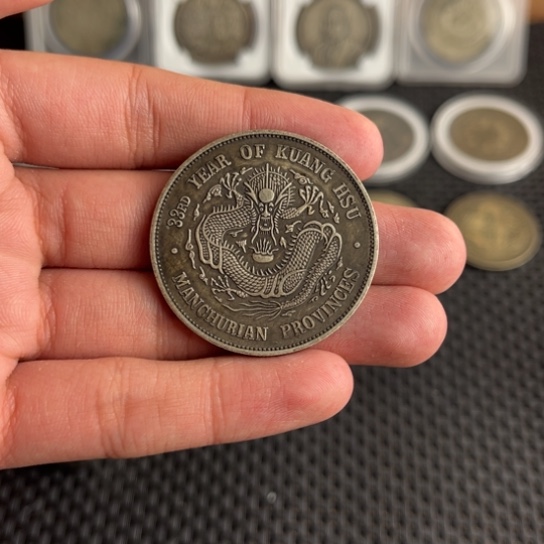 33RD YEAR OF KUANG HSU
MANCHURIAN PROVINCES